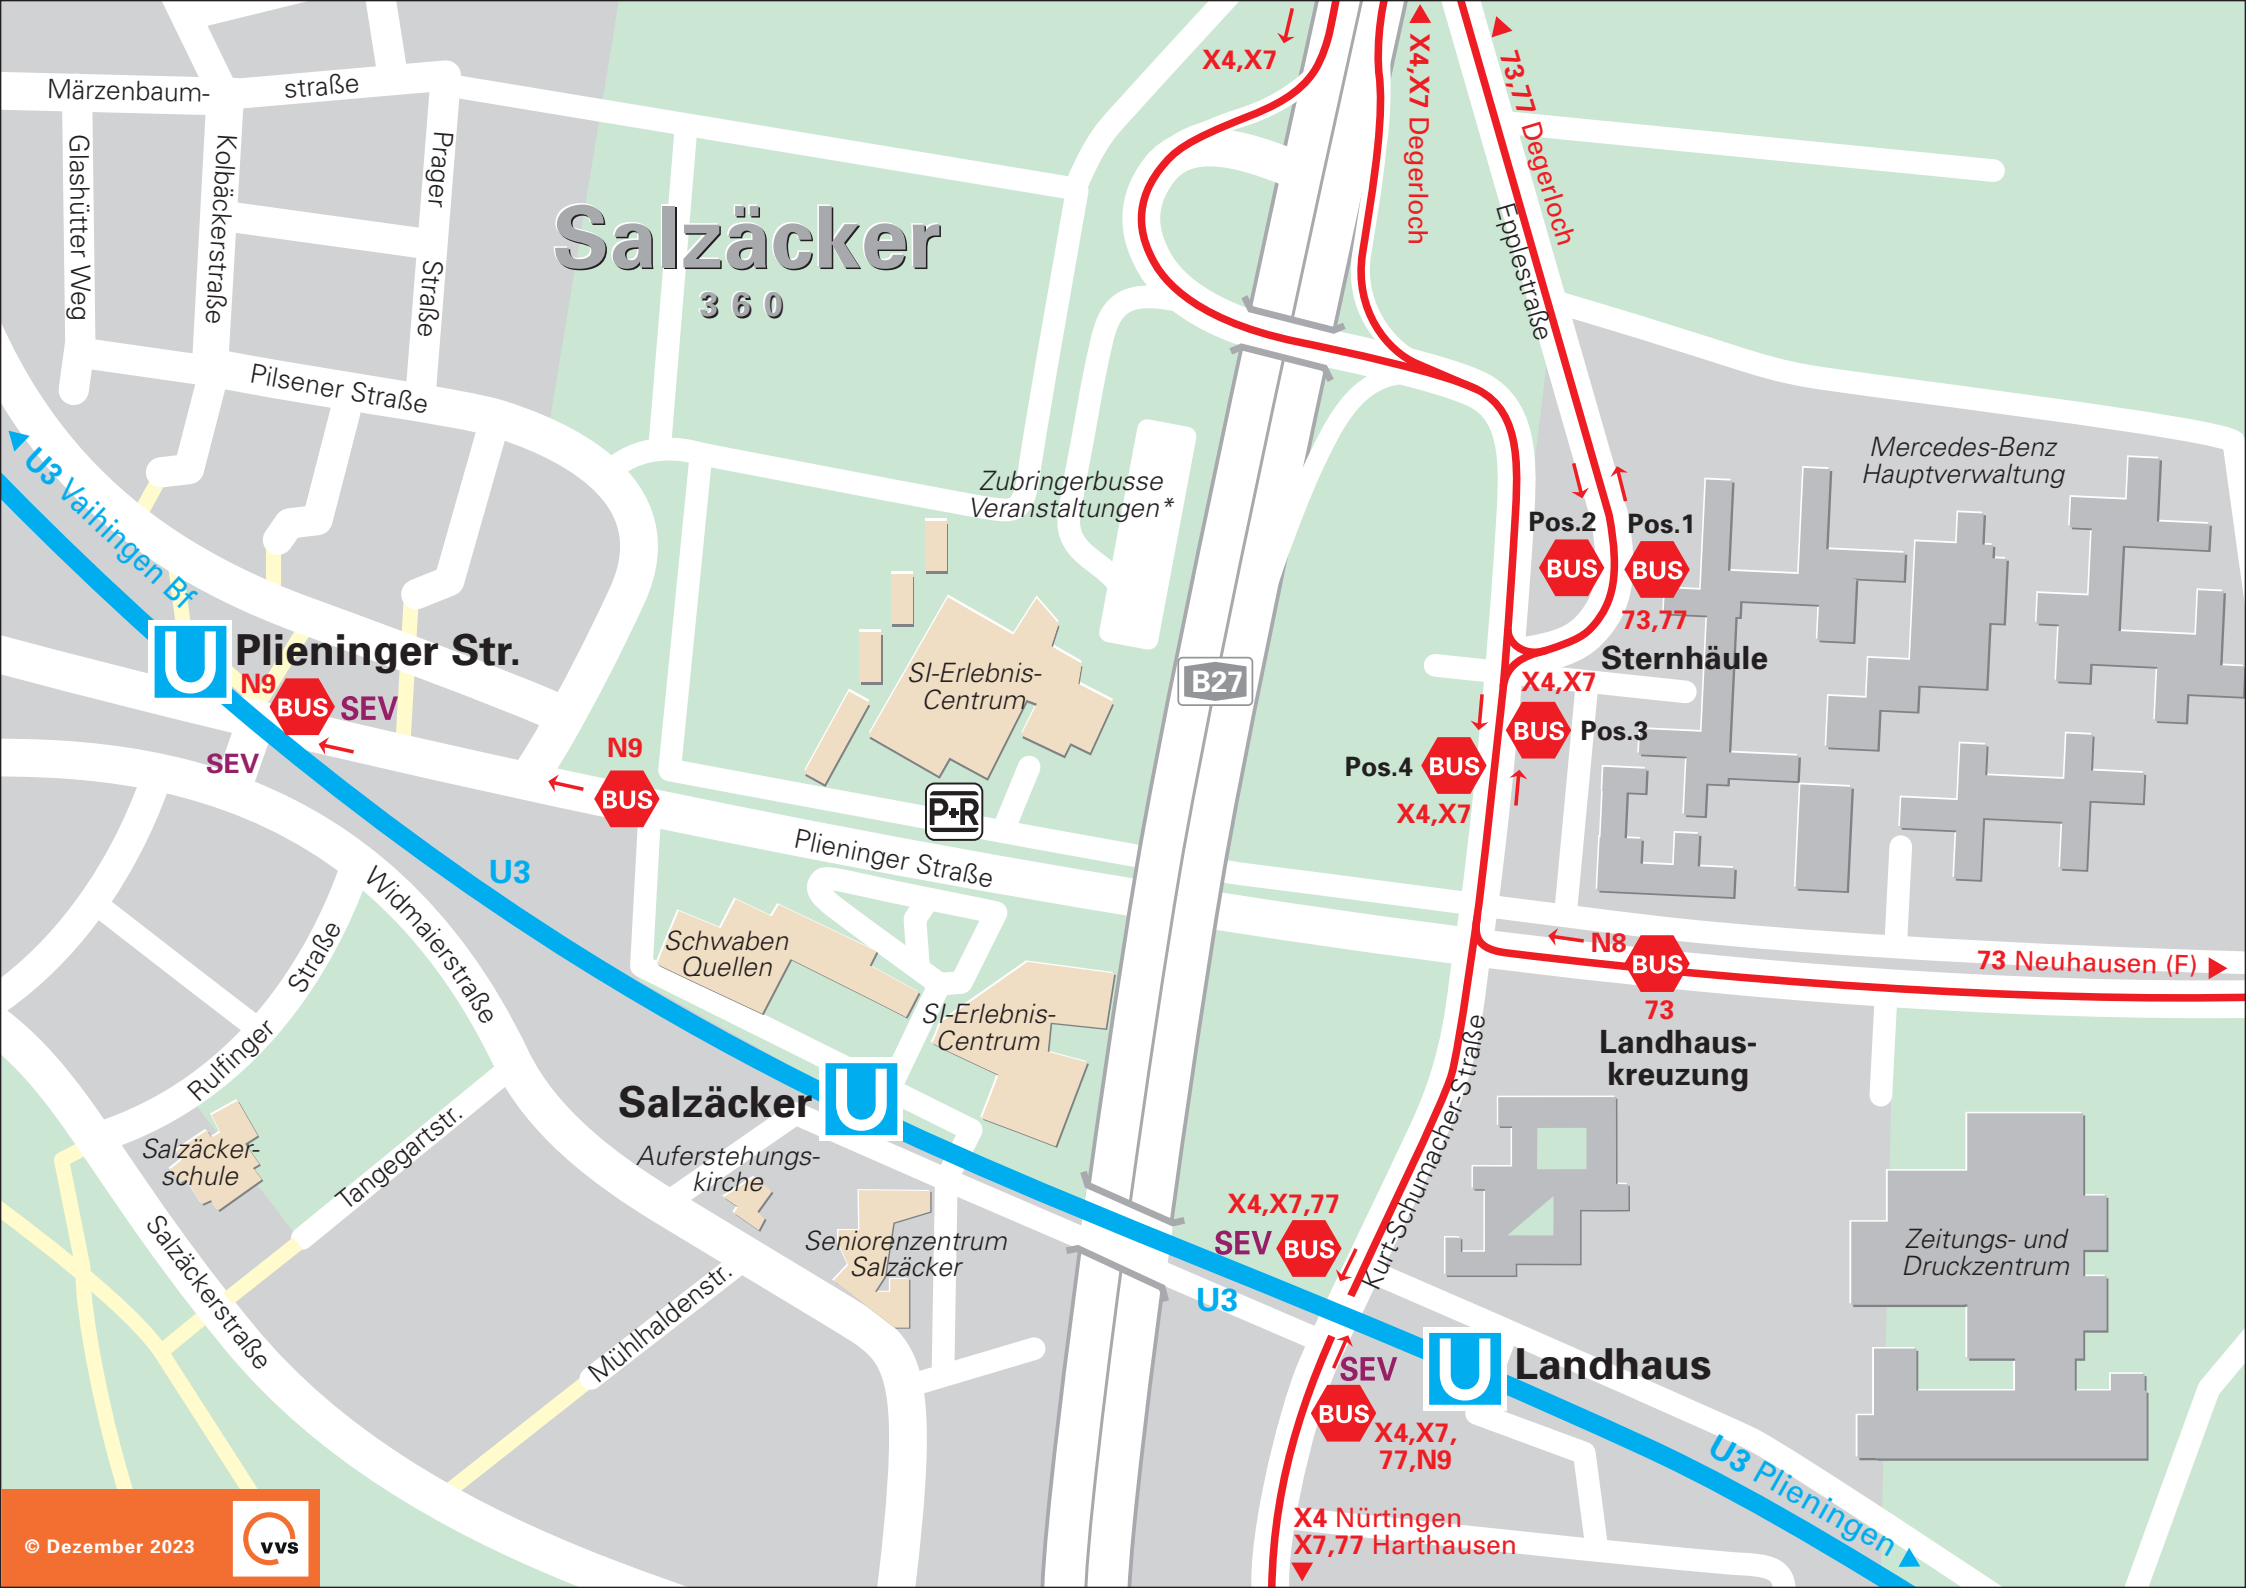 X4,X7
X4,X7 Degerloch
73,77 Degerloch
Märzenbaum-
straße
Glashütter Weg
Kolbäckerstraße
Prager
Straße
Salzäcker
360
Epplestraße
Pilsener Straße
U3 Vaihingen Bf
Zubringerbusse
Veranstaltungen*
Mercedes-Benz
Hauptverwaltung
Pos.2
Pos.1
BUS
BUS
73,77
Sternhäule
U
Plieninger Str.
N9
BUS
SEV
SEV
SI-Erlebnis-
Centrum
B27
X4,X7
BUS
Pos.3
Pos.4
BUS
X4,X7
N9
BUS
P+R
Plieninger Straße
U3
Widmaierstraße
Schwaben
Quellen
Rulfinger
Straße
N8
BUS
73
73 Neuhausen (F)
Landhaus-
kreuzung
SI-Erlebnis-
Centrum
Kurt-Schumacher-Straße
Salzäcker
U
Salzäcker-
schule
Tangegartstr.
Auferstehungs-
kirche
Seniorenzentrum
Salzäcker
X4,X7,77
SEV
BUS
U3
Zeitungs- und
Druckzentrum
Salzäckerstraße
Mühlhaldenstr.
SEV
BUS
X4,X7,
77,N9
U
Landhaus
U3 Plieningen
X4 Nürtingen
X7,77 Harthausen
© Dezember 2023
vvs